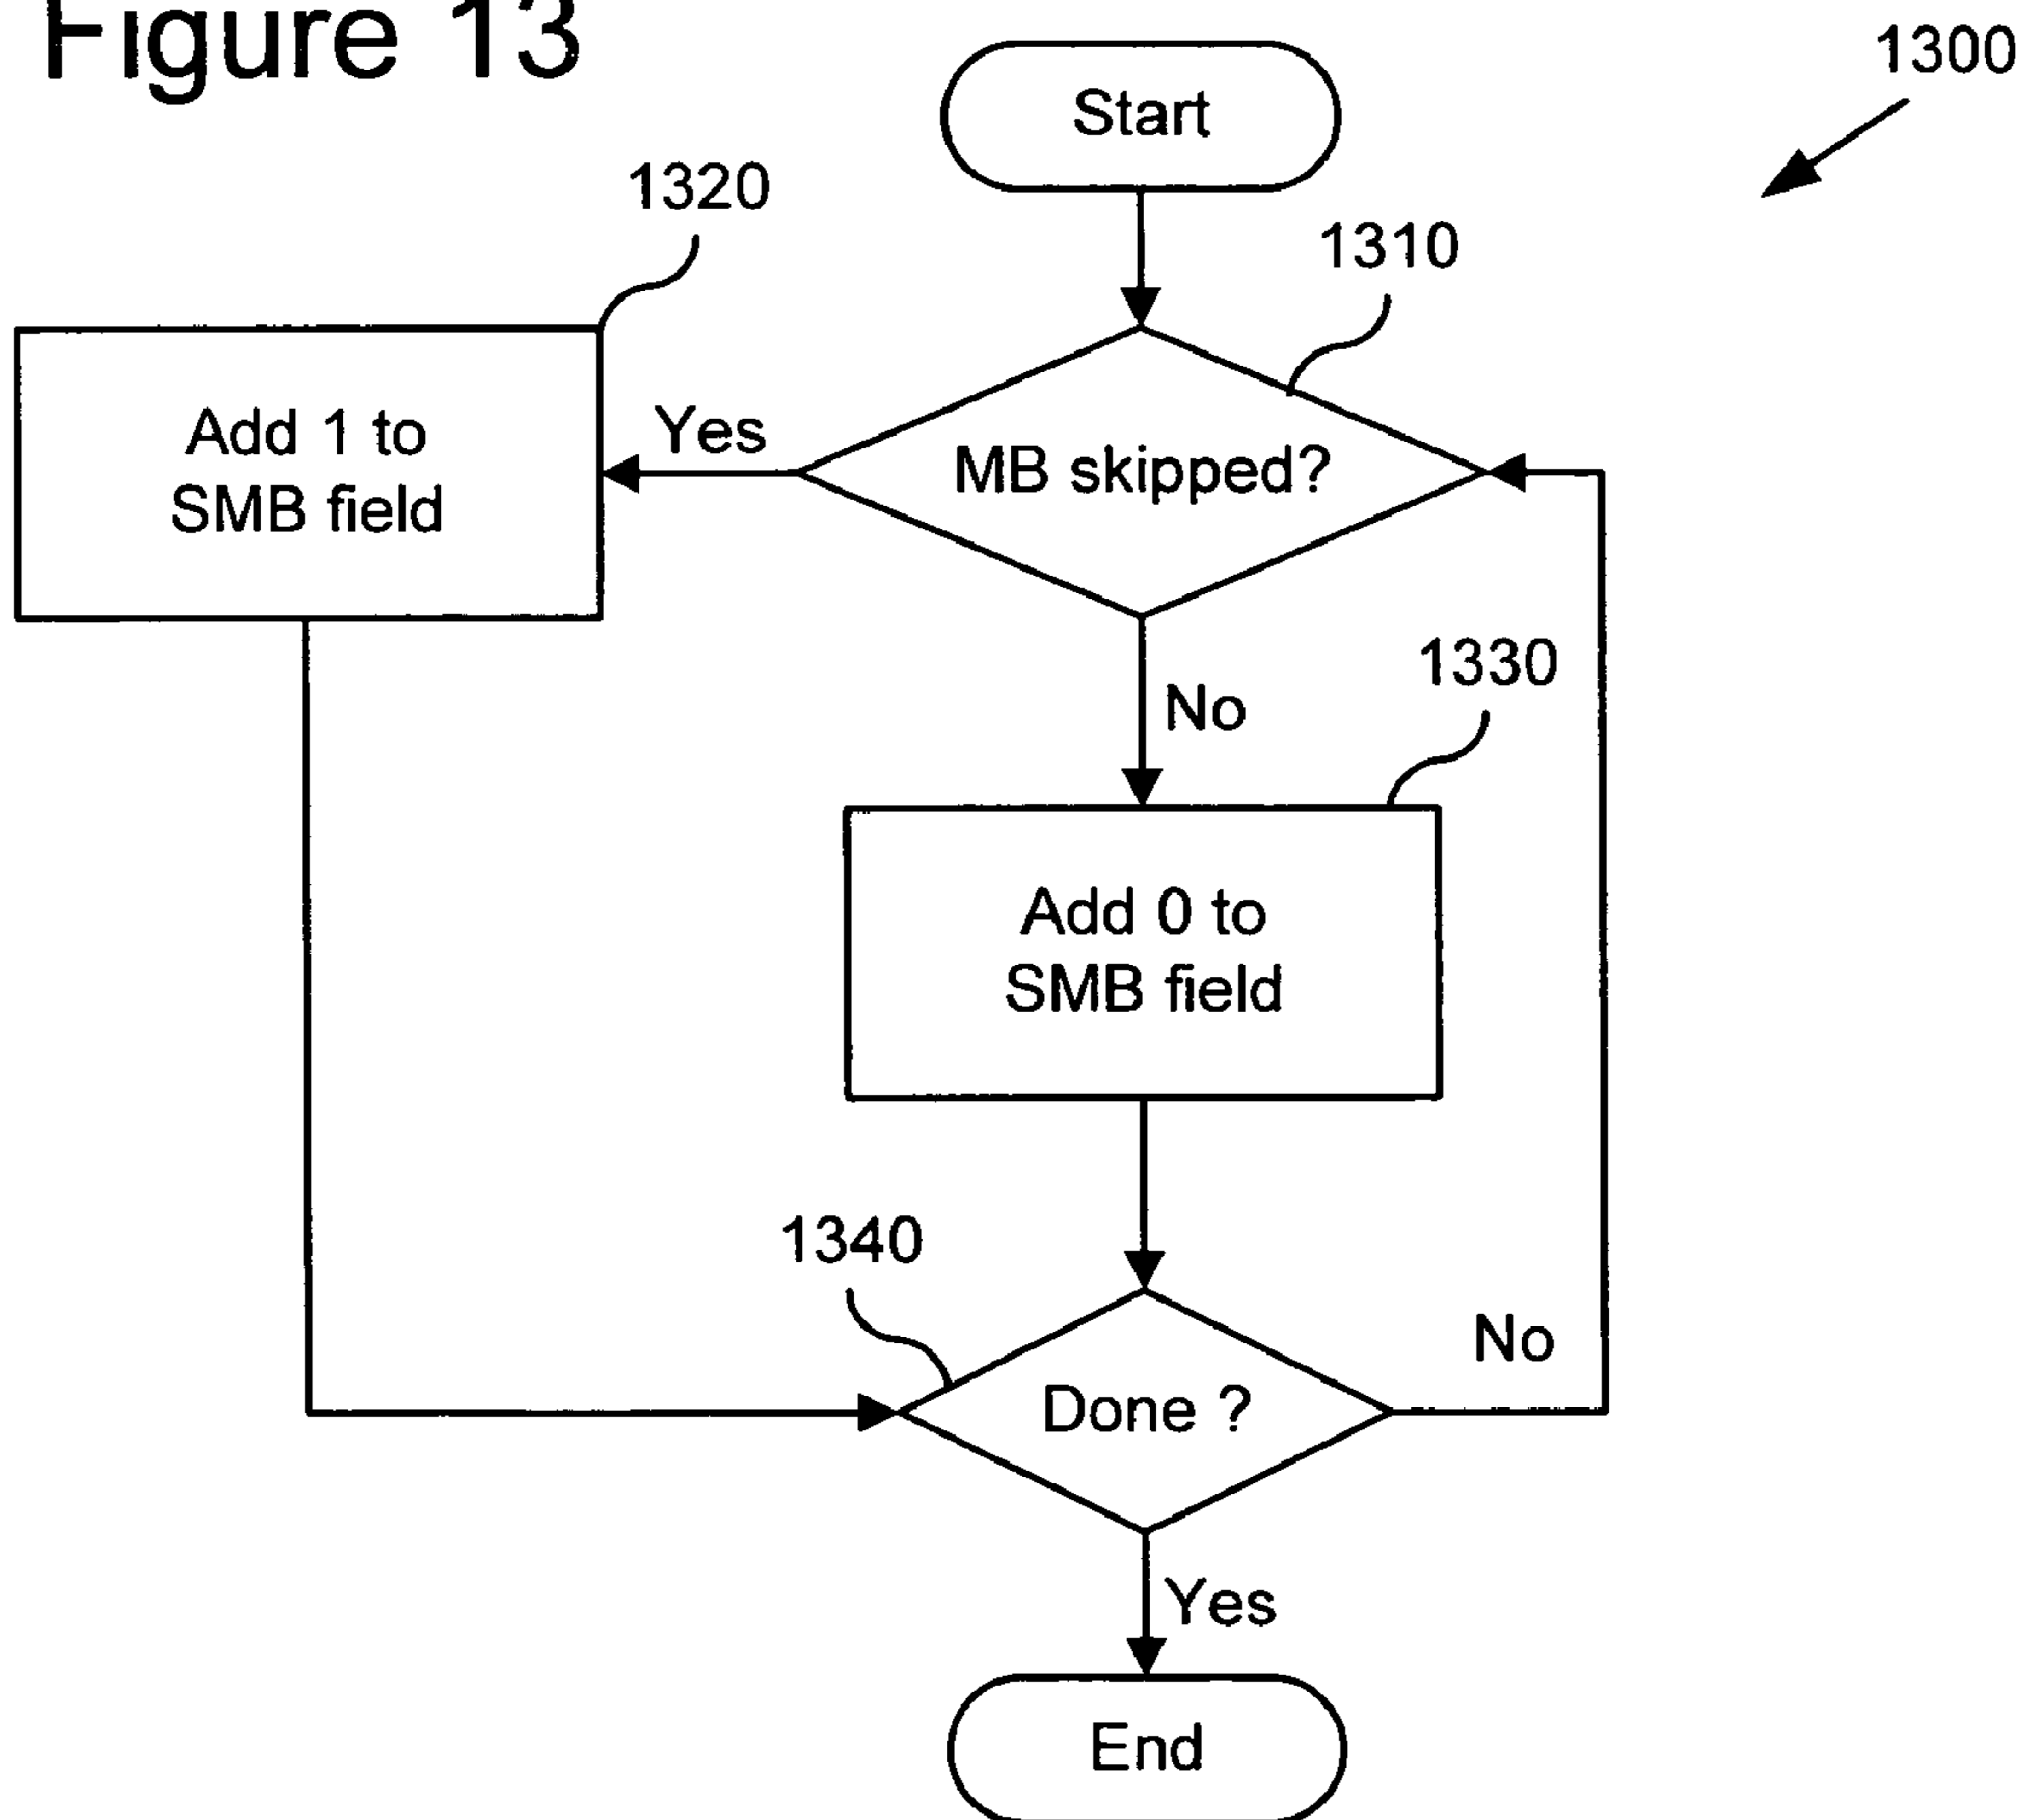 Figure 13
Start
1300
1320
1310
Add 1 to
SMB field
Yes
MB skipped?
No
1330
Add 0 to
SMB field
1340
Done ?
No
Yes
End